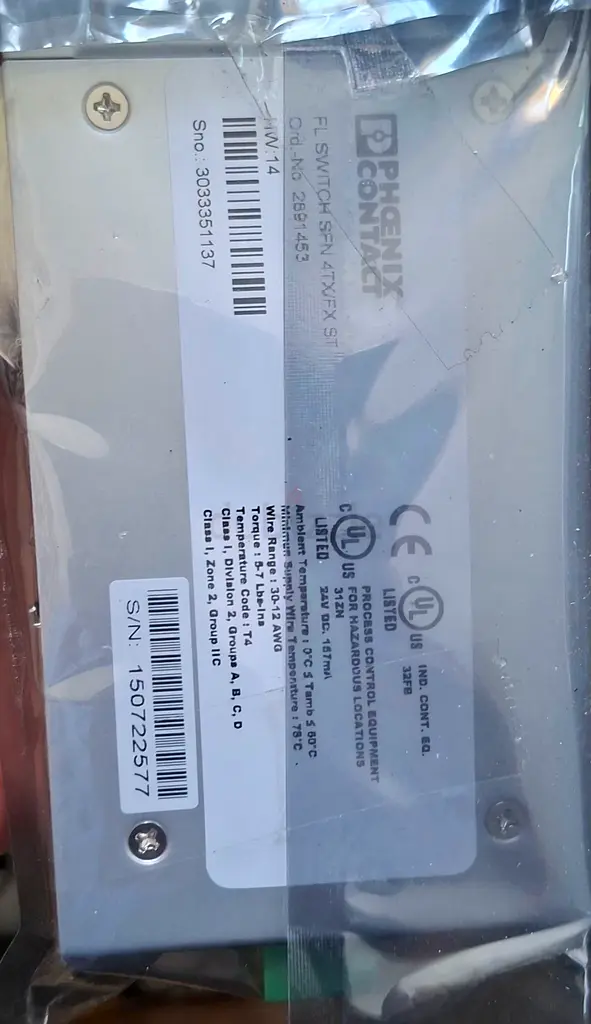 PHŒNIX
CONTACT
FL SWITCH SFN 4TX/FX ST
Ord.-No 2891453
HW:14
Sno.: 3033351137
CE
C UL US
LISTED
IND. CONT. EQ.
32FB
C UL US
LISTED
PROCESS CONTROL EQUIPMENT
FOR HAZARDOUS LOCATIONS
31ZN
24V DC, 167mA
Ambient Temperature : 0°C ≤ Tamb ≤ 60°C
Minimum Supply Wire Temperature : 75°C .
Wire Range : 30-12 AWG
Torque : 5-7 Lbs-Ins
Temperature Code : T4
Class I, Division 2, Groups A, B, C, D
Class I, Zone 2, Group IIC
S/N: 150722577